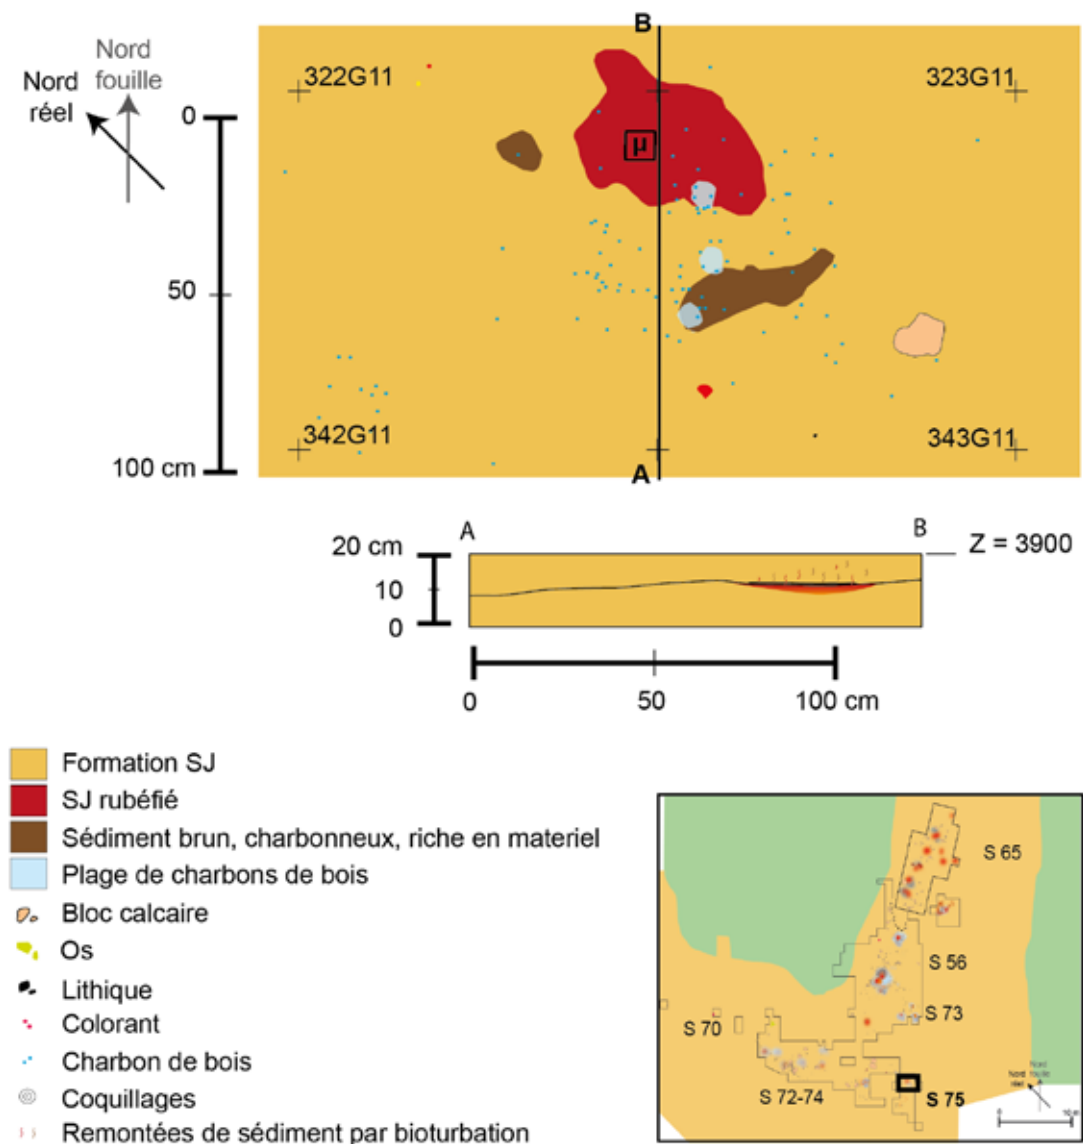 B
Nord
fouille
Nord
réel
322G11
323G11
0
µ
50
342G11
343G11
100 cm
A
A
B
20 cm
Z = 3900
10
0
0
50
100 cm
Formation SJ
SJ rubéfié
Sédiment brun, charbonneux, riche en materiel
Plage de charbons de bois
Bloc calcaire
Os
Lithique
Colorant
Charbon de bois
Coquillages
Remontées de sédiment par bioturbation
S 65
S 56
S 73
S 70
S 72-74
S 75
Nord
fouille
Nord
réel
0
10 m